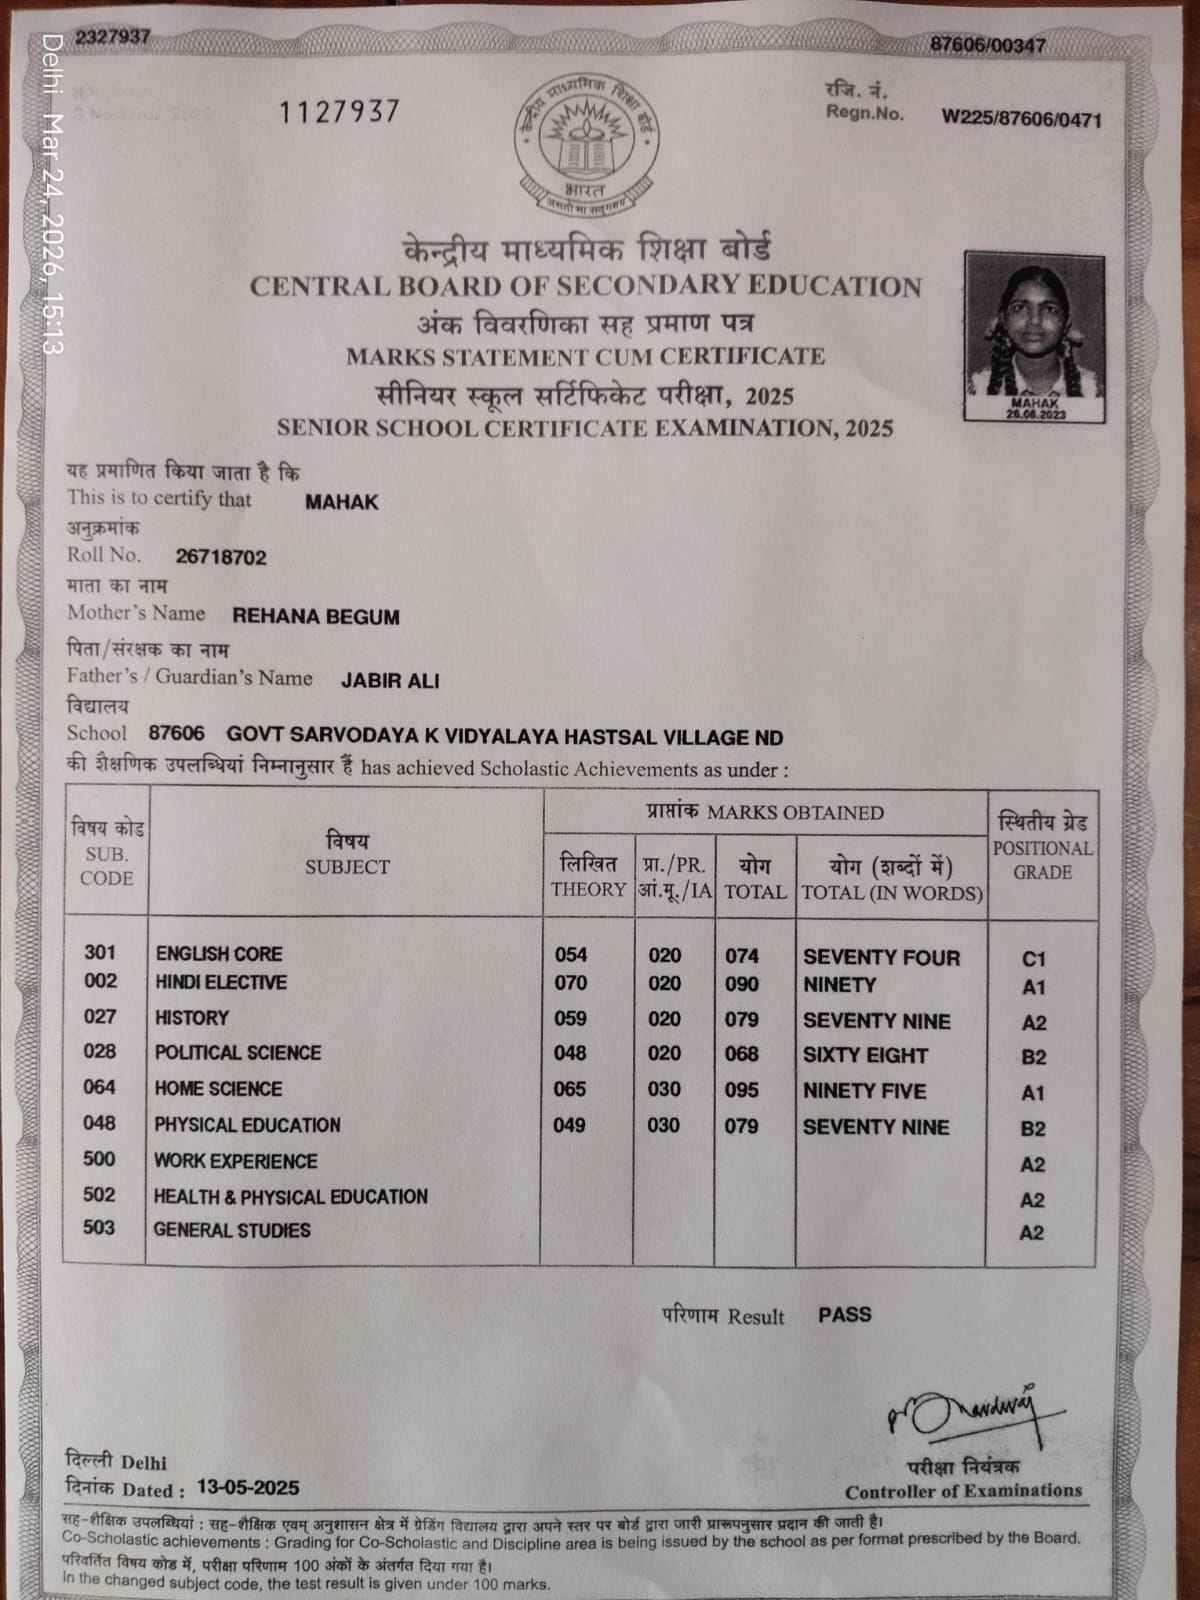 Delhi Mar 24, 2026, 15:13
2327937
87606/00347
1127937
रजि. नं.
Regn.No. W225/87606/0471
केन्द्रीय माध्यमिक शिक्षा बोर्ड
भारत
असतो मा सद्गमय
केन्द्रीय माध्यमिक शिक्षा बोर्ड
CENTRAL BOARD OF SECONDARY EDUCATION
अंक विवरणिका सह प्रमाण पत्र
MARKS STATEMENT CUM CERTIFICATE
सीनियर स्कूल सर्टिफिकेट परीक्षा, 2025
SENIOR SCHOOL CERTIFICATE EXAMINATION, 2025
MAHAK
26.08.2023
यह प्रमाणित किया जाता है कि
This is to certify that MAHAK
अनुक्रमांक
Roll No. 26718702
माता का नाम
Mother's Name REHANA BEGUM
पिता/संरक्षक का नाम
Father's / Guardian's Name JABIR ALI
विद्यालय
School 87606 GOVT SARVODAYA K VIDYALAYA HASTSAL VILLAGE ND
की शैक्षणिक उपलब्धियां निम्नानुसार हैं has achieved Scholastic Achievements as under :
विषय कोड
SUB.
CODE
विषय
SUBJECT
प्राप्तांक MARKS OBTAINED
लिखित
THEORY
प्रा./PR.
आं.मू./IA
योग
TOTAL
योग (शब्दों में)
TOTAL (IN WORDS)
स्थितीय ग्रेड
POSITIONAL
GRADE
301 ENGLISH CORE 054 020 074 SEVENTY FOUR C1
002 HINDI ELECTIVE 070 020 090 NINETY A1
027 HISTORY 059 020 079 SEVENTY NINE A2
028 POLITICAL SCIENCE 048 020 068 SIXTY EIGHT B2
064 HOME SCIENCE 065 030 095 NINETY FIVE A1
048 PHYSICAL EDUCATION 049 030 079 SEVENTY NINE B2
500 WORK EXPERIENCE A2
502 HEALTH & PHYSICAL EDUCATION A2
503 GENERAL STUDIES A2
परिणाम Result PASS
दिल्ली Delhi
दिनांक Dated : 13-05-2025
परीक्षा नियंत्रक
Controller of Examinations
सह-शैक्षिक उपलब्धियां : सह-शैक्षिक एवम् अनुशासन क्षेत्र में ग्रेडिंग विद्यालय द्वारा अपने स्तर पर बोर्ड द्वारा जारी प्रारूपनुसार प्रदान की जाती है।
Co-Scholastic achievements : Grading for Co-Scholastic and Discipline area is being issued by the school as per format prescribed by the Board.
परिवर्तित विषय कोड में, परीक्षा परिणाम 100 अंकों के अंतर्गत दिया गया है।
In the changed subject code, the test result is given under 100 marks.